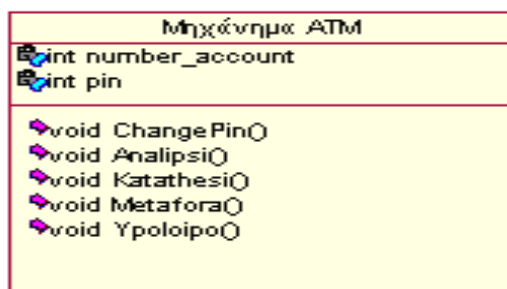 Μηχάνημα ATM
int number_account
int pin
void ChangePin()
void Analipsi()
void Katathesi()
void Metafora()
void Ypoloipo()